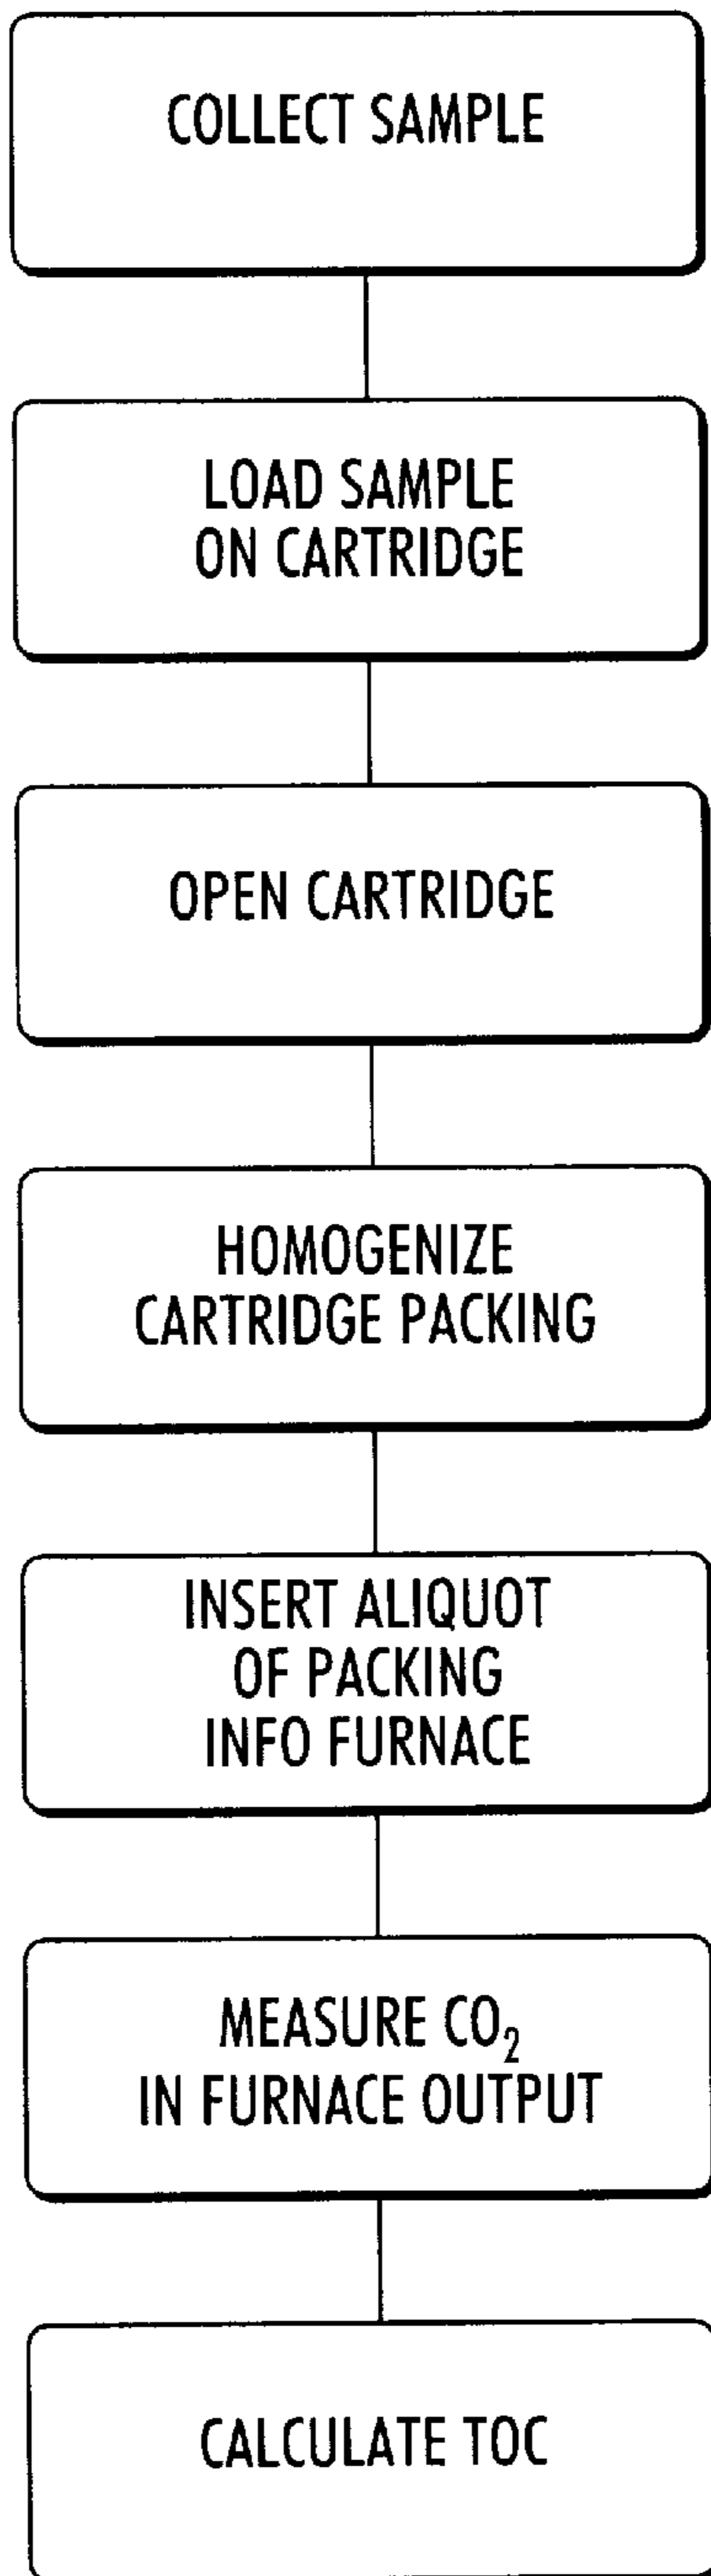 COLLECT SAMPLE
LOAD SAMPLE
ON CARTRIDGE
OPEN CARTRIDGE
HOMOGENIZE
CARTRIDGE PACKING
INSERT ALIQUOT
OF PACKING
INFO FURNACE
MEASURE CO₂
IN FURNACE OUTPUT
CALCULATE TOC